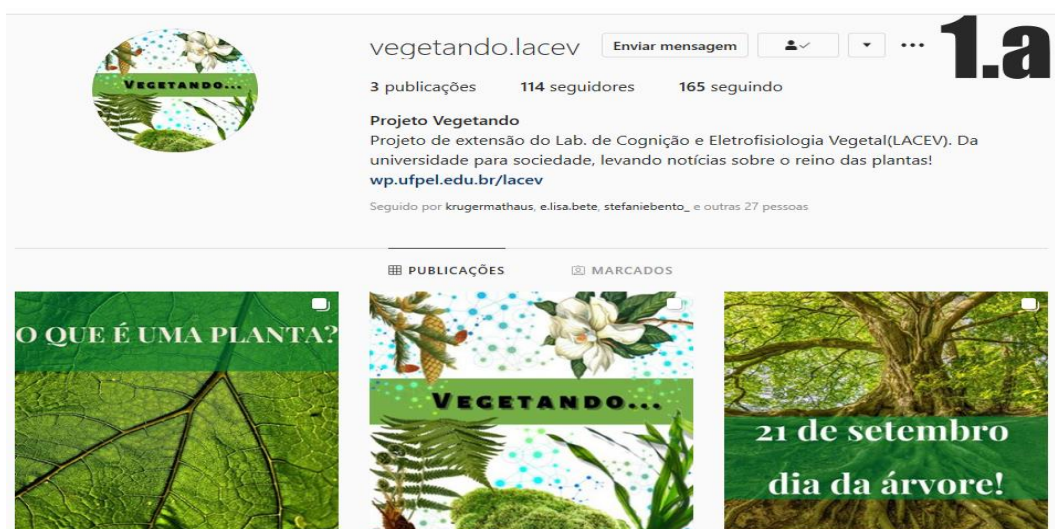 1.a
VEGETANDO...
vegetando.lacev Enviar mensagem
3 publicações 114 seguidores 165 seguindo
Projeto Vegetando
Projeto de extensão do Lab. de Cognição e Eletrofisiologia Vegetal(LACEV). Da
universidade para sociedade, levando notícias sobre o reino das plantas!
wp.ufpel.edu.br/lacev
Seguido por krugermathaus, e.lisa.bete, stefaniebento_ e outras 27 pessoas
PUBLICAÇÕES MARCADOS
O QUE É UMA PLANTA?
VEGETANDO...
21 de setembro
dia da árvore!